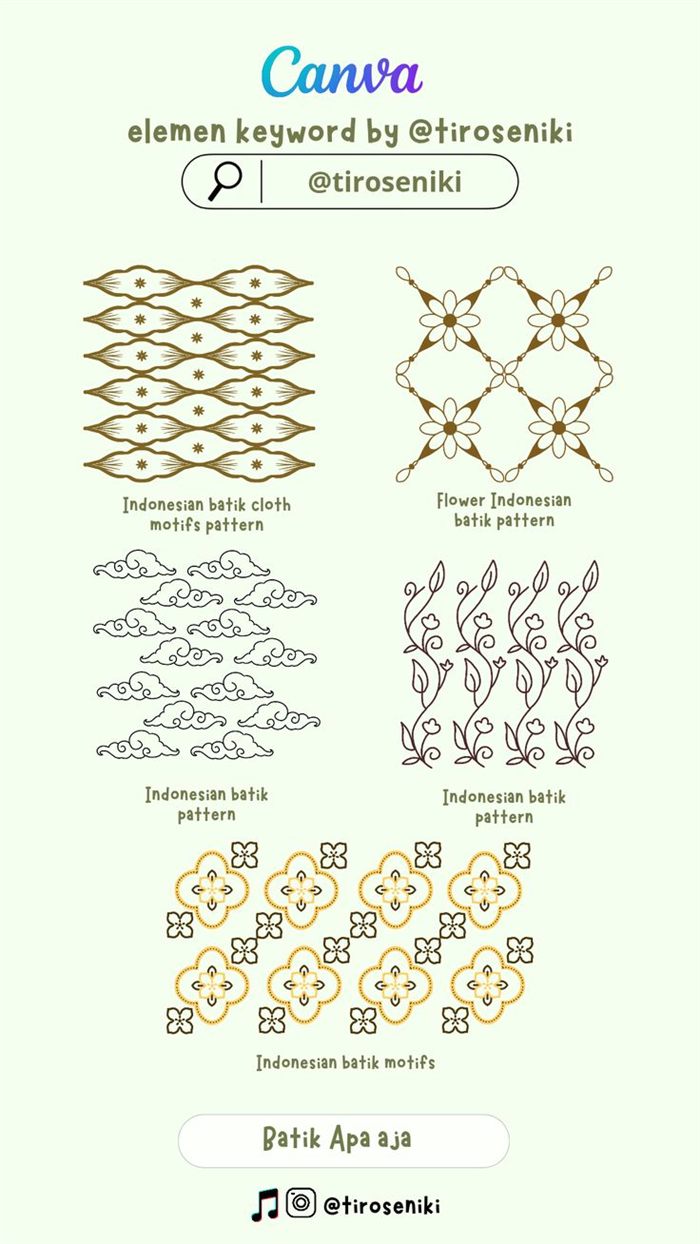 Canva
elemen keyword by @tiroseniki
@tiroseniki
Indonesian batik cloth
motifs pattern
Flower Indonesian
batik pattern
Indonesian batik
pattern
Indonesian batik
pattern
Indonesian batik motifs
Batik Apa aja
@tiroseniki